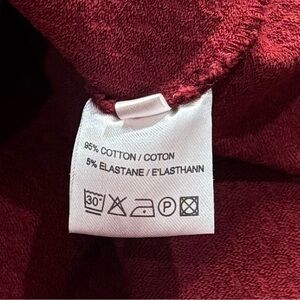 95% COTTON / COTON
5% ELASTANE / E'LASTHANN
30° P